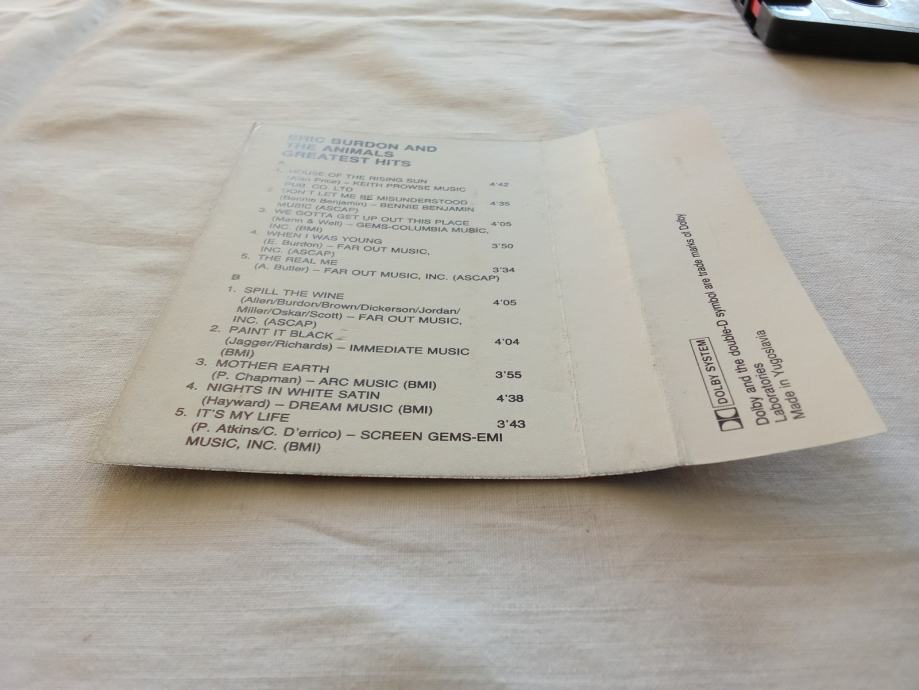 ERIC BURDON AND
THE ANIMALS
GREATEST HITS
A
1. HOUSE OF THE RISING SUN
(Alan Price) – KEITH PROWSE MUSIC 4'42
PUB. CO. LTD
2. DON'T LET ME BE MISUNDERSTOOD
(Bennie Benjamin) – BENNIE BENJAMIN 4'35
MUSIC (ASCAP)
3. WE GOTTA GET UP OUT THIS PLACE
(Mann & Weil) – GEMS-COLUMBIA MUSIC, 4'05
INC. (BMI)
4. WHEN I WAS YOUNG
(E. Burdon) – FAR OUT MUSIC, 3'50
INC. (ASCAP)
5. THE REAL ME
(A. Butler) – FAR OUT MUSIC, INC. (ASCAP) 3'34
B
1. SPILL THE WINE
(Allen/Burdon/Brown/Dickerson/Jordan/ 4'05
Miller/Oskar/Scott) – FAR OUT MUSIC,
INC. (ASCAP)
2. PAINT IT BLACK
(Jagger/Richards) – IMMEDIATE MUSIC 4'04
(BMI)
3. MOTHER EARTH
(P. Chapman) – ARC MUSIC (BMI) 3'55
4. NIGHTS IN WHITE SATIN
(Hayward) – DREAM MUSIC (BMI) 4'38
5. IT'S MY LIFE
(P. Atkins/C. D'errico) – SCREEN GEMS-EMI 3'43
MUSIC, INC. (BMI)
DOLBY SYSTEM
Dolby and the double-D symbol are trade marks of Dolby
Laboratories
Made in Yugoslavia